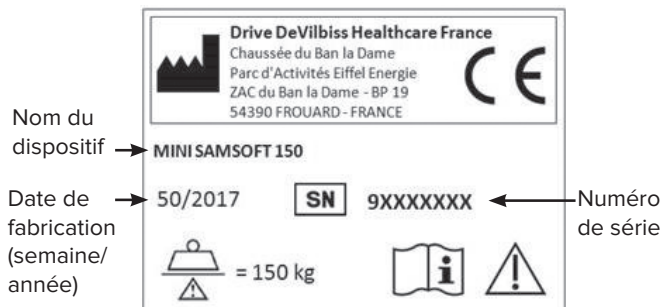 Drive DeVilbiss Healthcare France
Chaussée du Ban la Dame
Parc d'Activités Eiffel Energie
ZAC du Ban la Dame - BP 19
54390 FROUARD - FRANCE
CE
Nom du
dispositif
MINI SAMSOFT 150
Date de
fabrication
(semaine/
année)
50/2017
SN
9XXXXXXX
Numéro
de série
= 150 kg
i